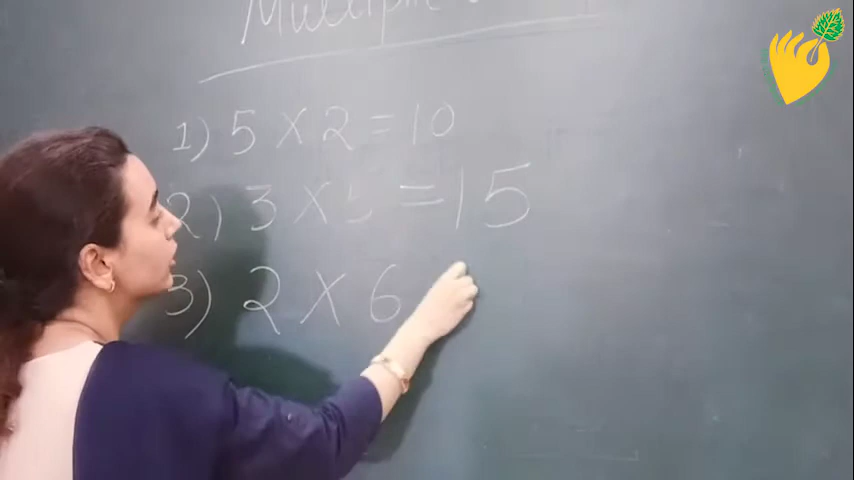 1) 5 × 2 = 10
2) 3 × 5 = 15
3) 2 × 6